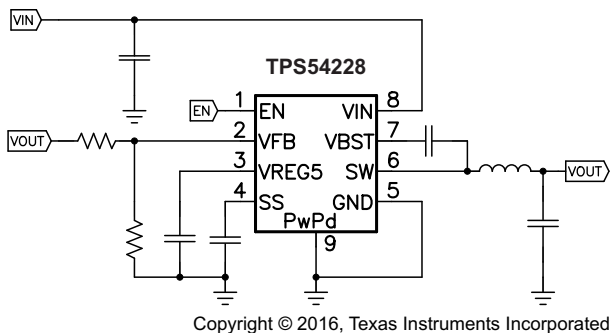 VIN
TPS54228
1 EN VIN 8
EN
VOUT 2 VFB VBST 7
3 VREG5 SW 6 VOUT
4 SS GND 5
PwPd
9
Copyright © 2016, Texas Instruments Incorporated